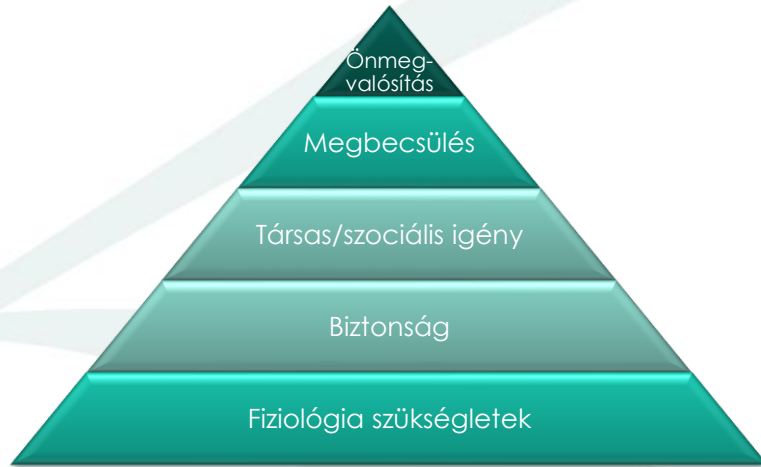 Önmeg-
valósítás
Megbecsülés
Társas/szociális igény
Biztonság
Fiziológia szükségletek